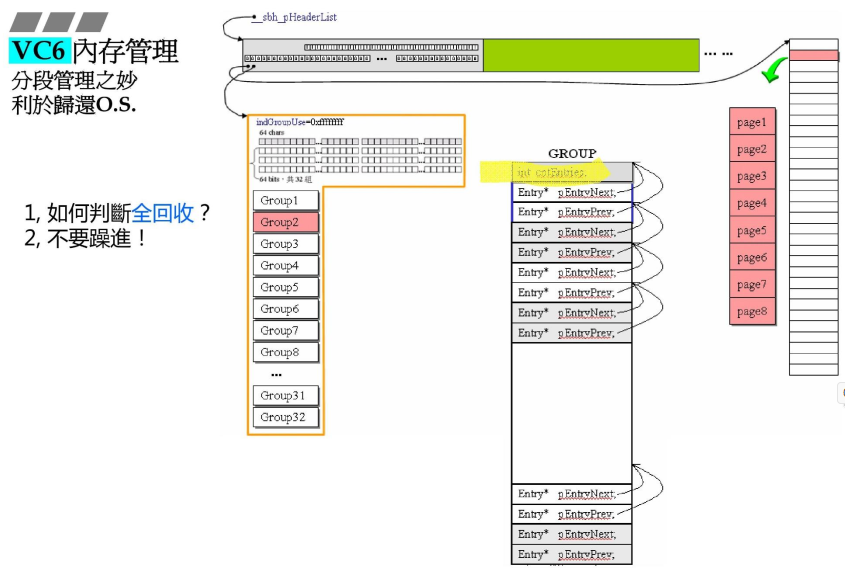 __sbh_pHeaderList
VC6 內存管理
分段管理之妙
利於歸還O.S.
... ...
indGroupUse=0xffffffff
64 chars
64 bits，共 32 組
1, 如何判斷全回收？
2, 不要躁進！
Group1
Group2
Group3
Group4
Group5
Group6
Group7
Group8
...
Group31
Group32
GROUP
int cntEntries;
Entry* pEntryNext;
Entry* pEntryPrev;
Entry* pEntryNext;
Entry* pEntryPrev;
Entry* pEntryNext;
Entry* pEntryPrev;
Entry* pEntryNext;
Entry* pEntryPrev;
Entry* pEntryNext;
Entry* pEntryPrev;
Entry* pEntryNext;
Entry* pEntryPrev;
page1
page2
page3
page4
page5
page6
page7
page8